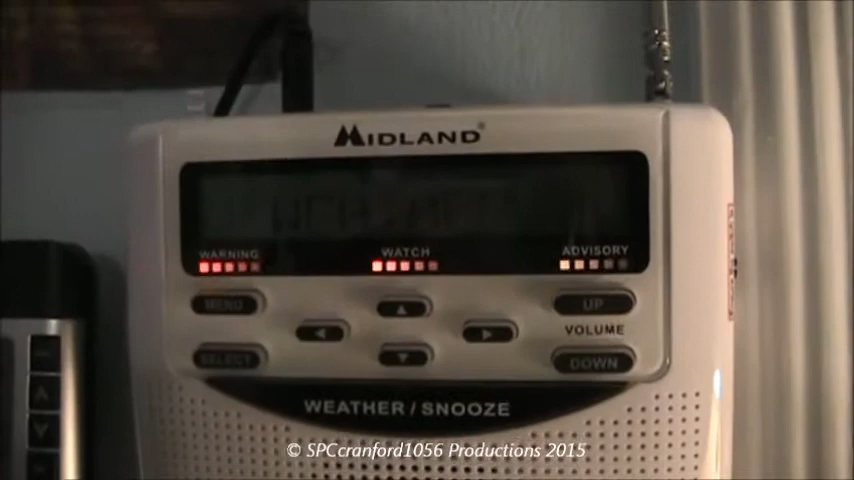 MIDLAND®
WARNING WATCH ADVISORY
MENU UP
VOLUME
SELECT DOWN
WEATHER / SNOOZE
© SPCcranford1056 Productions 2015